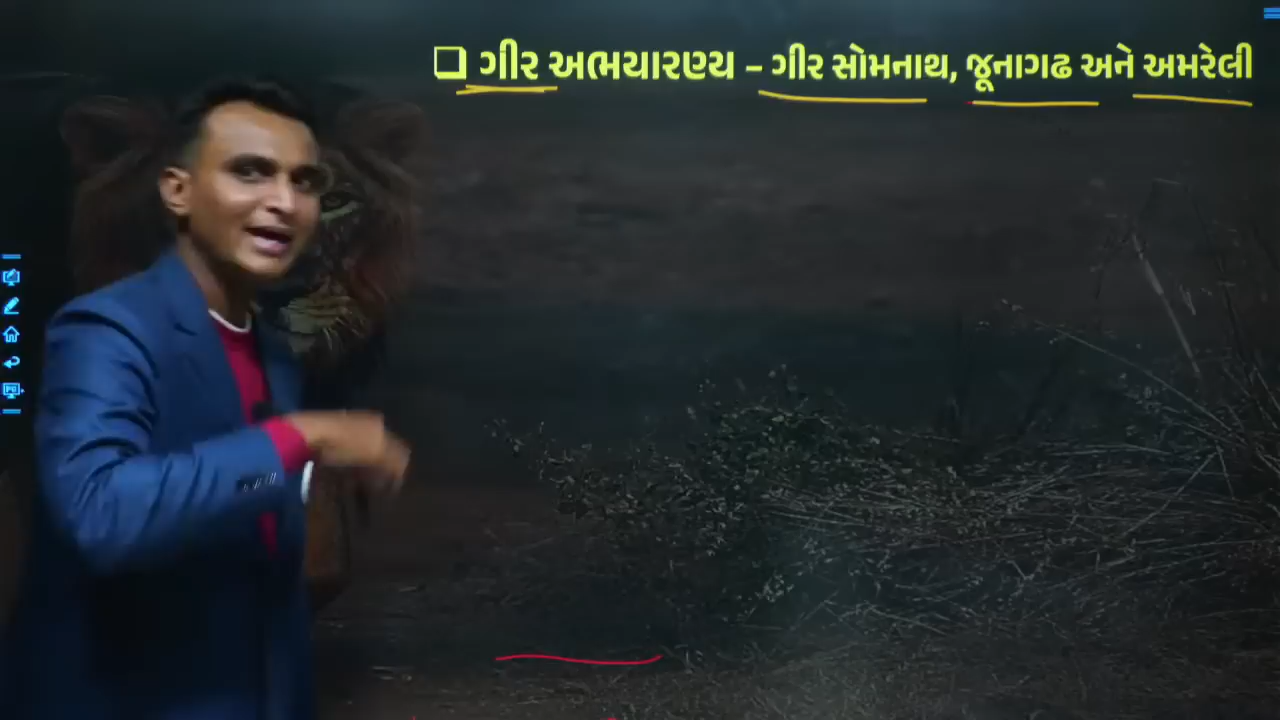 ❑ ગીર અભયારણ્ય – ગીર સોમનાથ, જૂનાગઢ અને અમરેલી